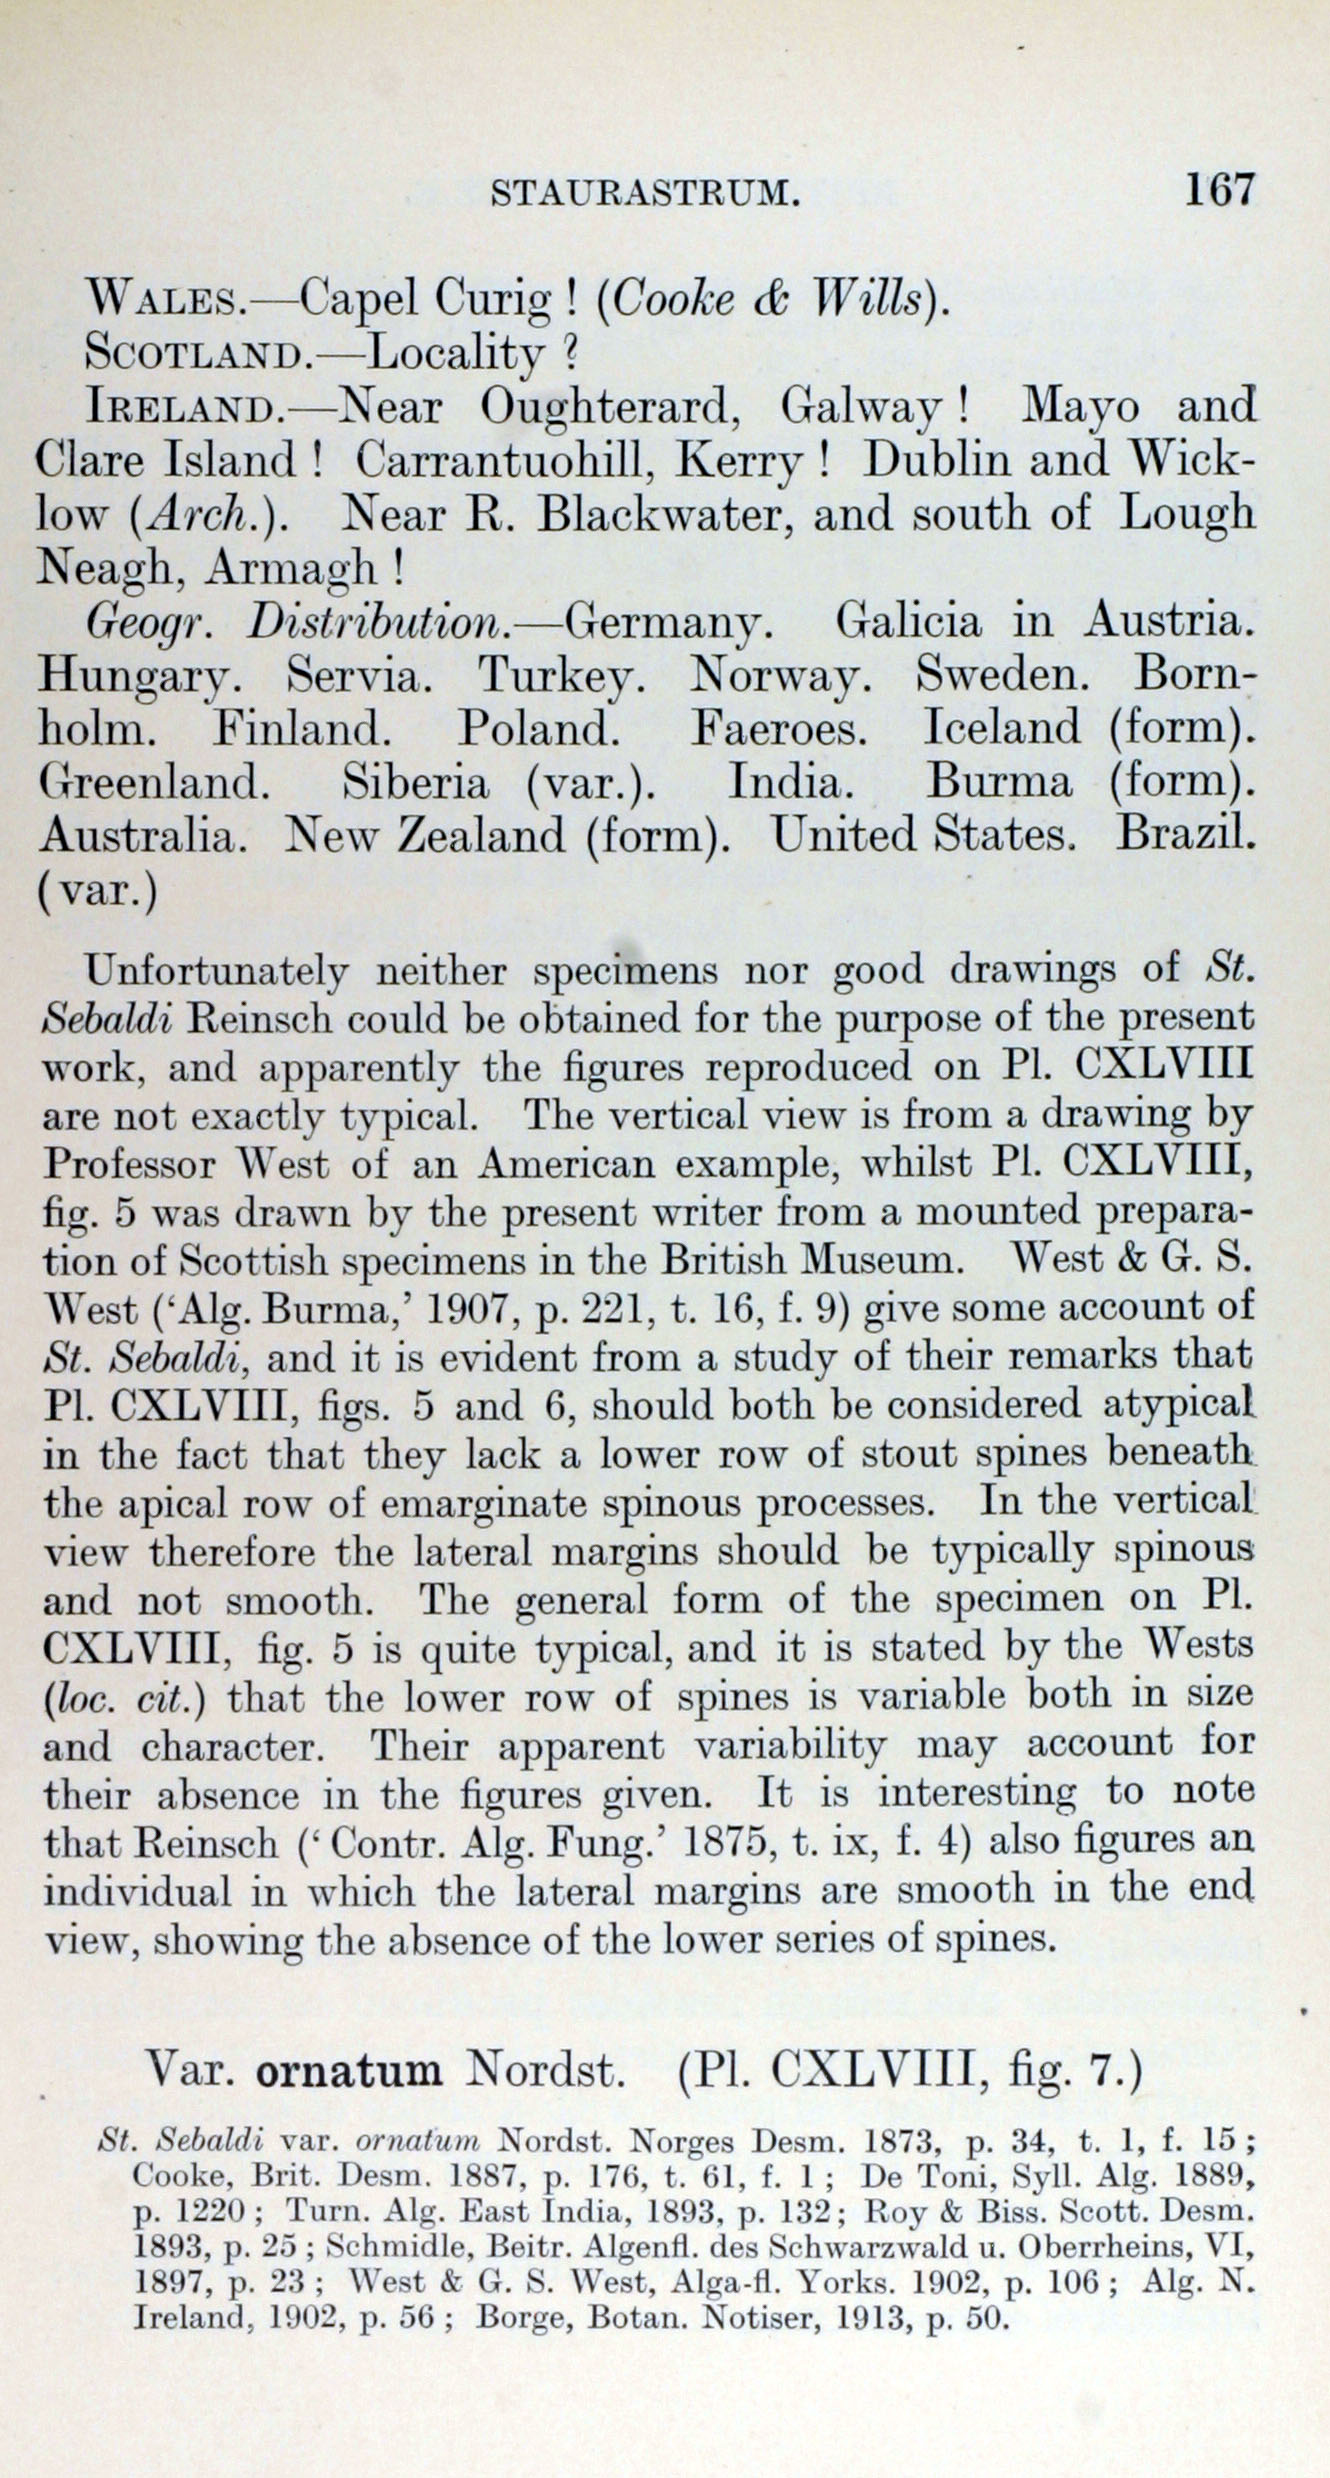 STAURASTRUM. 167
WALES.—Capel Curig ! (Cooke & Wills).
SCOTLAND.—Locality ?
IRELAND.—Near Oughterard, Galway ! Mayo and
Clare Island ! Carrantuohill, Kerry ! Dublin and Wick-
low (Arch.). Near R. Blackwater, and south of Lough
Neagh, Armagh !
Geogr. Distribution.—Germany. Galicia in Austria.
Hungary. Servia. Turkey. Norway. Sweden. Born-
holm. Finland. Poland. Faeroes. Iceland (form).
Greenland. Siberia (var.). India. Burma (form).
Australia. New Zealand (form). United States. Brazil.
(var.)
Unfortunately neither specimens nor good drawings of St.
Sebaldi Reinsch could be obtained for the purpose of the present
work, and apparently the figures reproduced on Pl. CXLVIII
are not exactly typical. The vertical view is from a drawing by
Professor West of an American example, whilst Pl. CXLVIII,
fig. 5 was drawn by the present writer from a mounted prepara-
tion of Scottish specimens in the British Museum. West & G. S.
West (‘Alg. Burma,’ 1907, p. 221, t. 16, f. 9) give some account of
St. Sebaldi, and it is evident from a study of their remarks that
Pl. CXLVIII, figs. 5 and 6, should both be considered atypical
in the fact that they lack a lower row of stout spines beneath
the apical row of emarginate spinous processes. In the vertical
view therefore the lateral margins should be typically spinous
and not smooth. The general form of the specimen on Pl.
CXLVIII, fig. 5 is quite typical, and it is stated by the Wests
(loc. cit.) that the lower row of spines is variable both in size
and character. Their apparent variability may account for
their absence in the figures given. It is interesting to note
that Reinsch (‘Contr. Alg. Fung.’ 1875, t. ix, f. 4) also figures an
individual in which the lateral margins are smooth in the end
view, showing the absence of the lower series of spines.
Var. ornatum Nordst. (Pl. CXLVIII, fig. 7.)
St. Sebaldi var. ornatum Nordst. Norges Desm. 1873, p. 34, t. 1, f. 15 ;
Cooke, Brit. Desm. 1887, p. 176, t. 61, f. 1 ; De Toni, Syll. Alg. 1889,
p. 1220 ; Turn. Alg. East India, 1893, p. 132; Roy & Biss. Scott. Desm.
1893, p. 25 ; Schmidle, Beitr. Algenfl. des Schwarzwald u. Oberrheins, VI,
1897, p. 23 ; West & G. S. West, Alga-fl. Yorks. 1902, p. 106 ; Alg. N.
Ireland, 1902, p. 56 ; Borge, Botan. Notiser, 1913, p. 50.